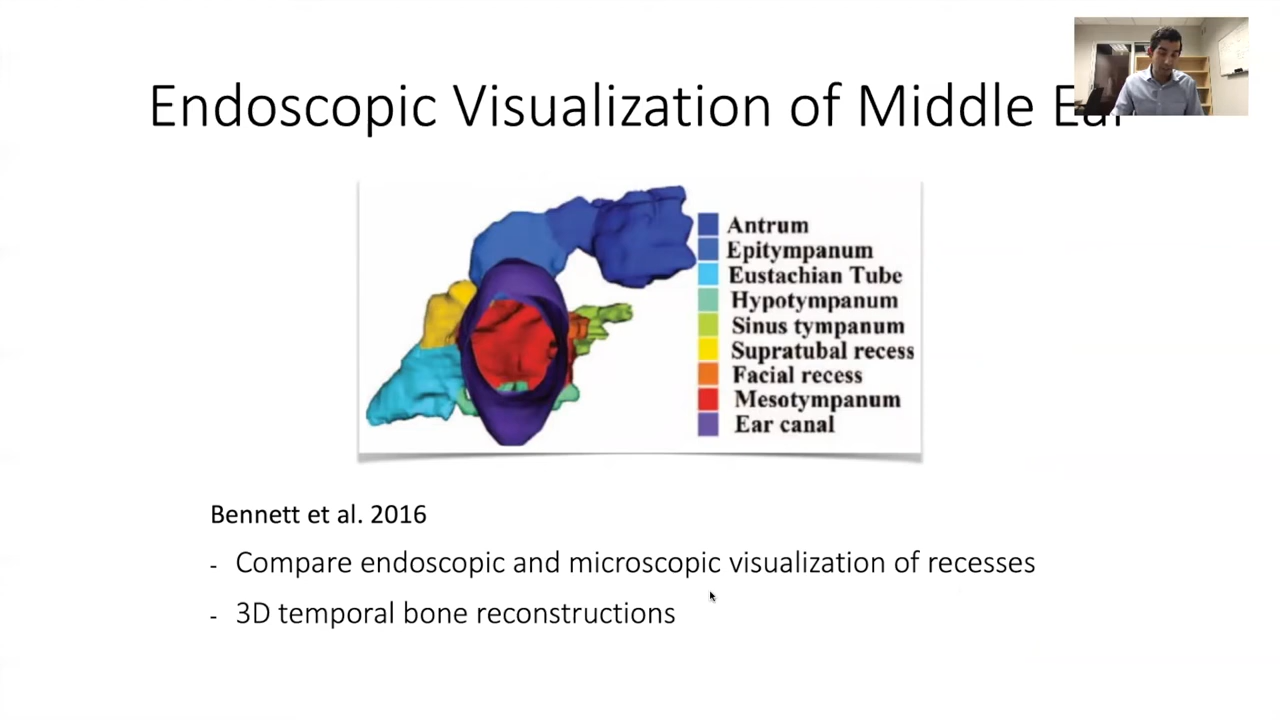 Endoscopic Visualization of Middle Ear
Antrum
Epitympanum
Eustachian Tube
Hypotympanum
Sinus tympanum
Supratubal recess
Facial recess
Mesotympanum
Ear canal
Bennett et al. 2016
- Compare endoscopic and microscopic visualization of recesses
- 3D temporal bone reconstructions